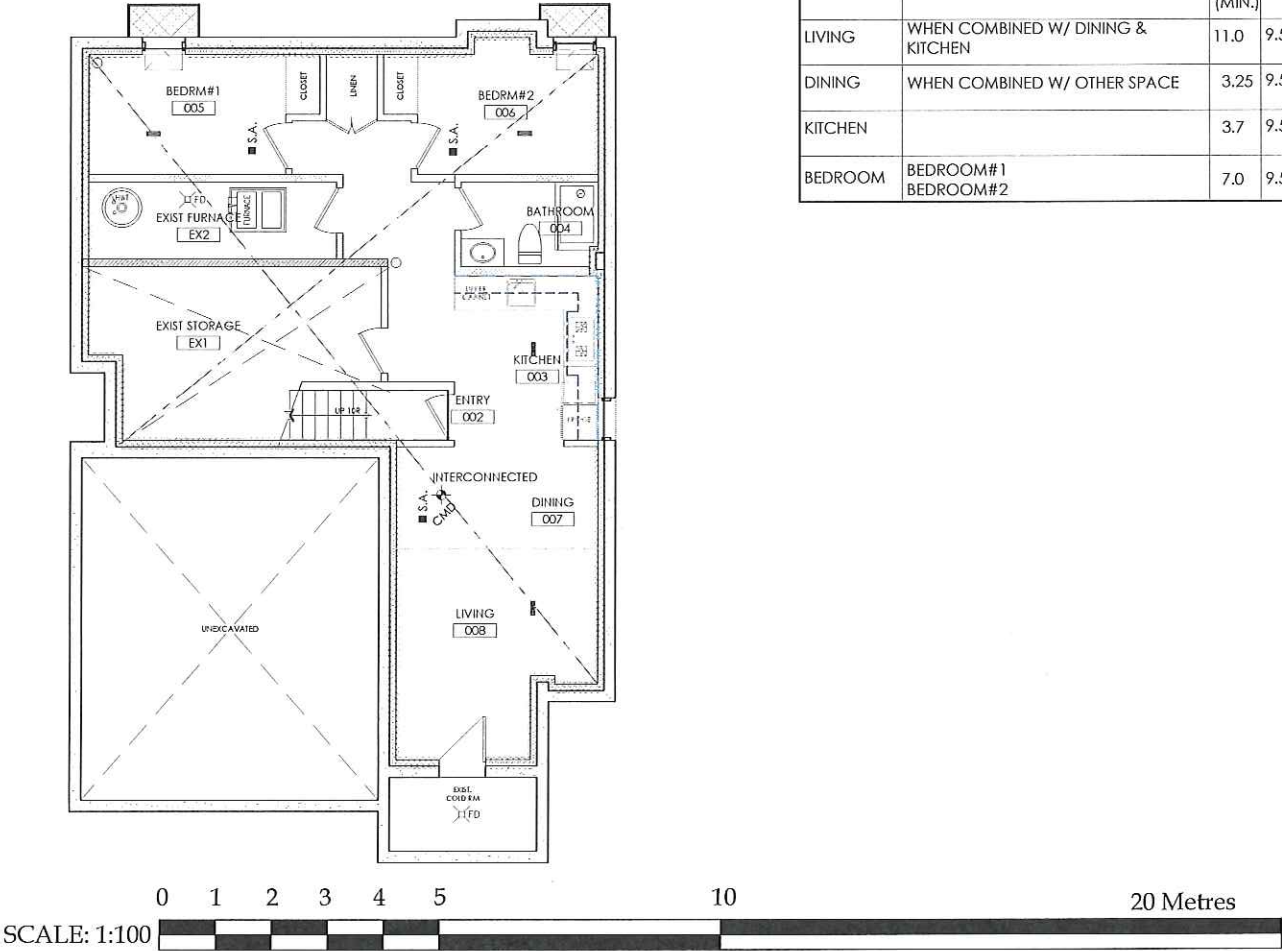 (MIN.)
LIVING
WHEN COMBINED W/ DINING &
KITCHEN
11.0
DINING
WHEN COMBINED W/ OTHER SPACE
3.25
KITCHEN
3.7
BEDROOM
BEDROOM#1
BEDROOM#2
7.0
BEDRM#1
005
CLOSET
LINEN
CLOSET
BEDRM#2
006
S.A.
S.A.
FD
FURNACE
EXIST FURNACE
EX2
BATHROOM
004
EXIST STORAGE
EX1
KITCHEN
003
UP 10R
ENTRY
002
INTERCONNECTED
S.A.
CMD
DINING
007
LIVING
008
UNEXCAVATED
EXIST.
COLD RM
FD
0 1 2 3 4 5 10 20 Metres
SCALE: 1:100